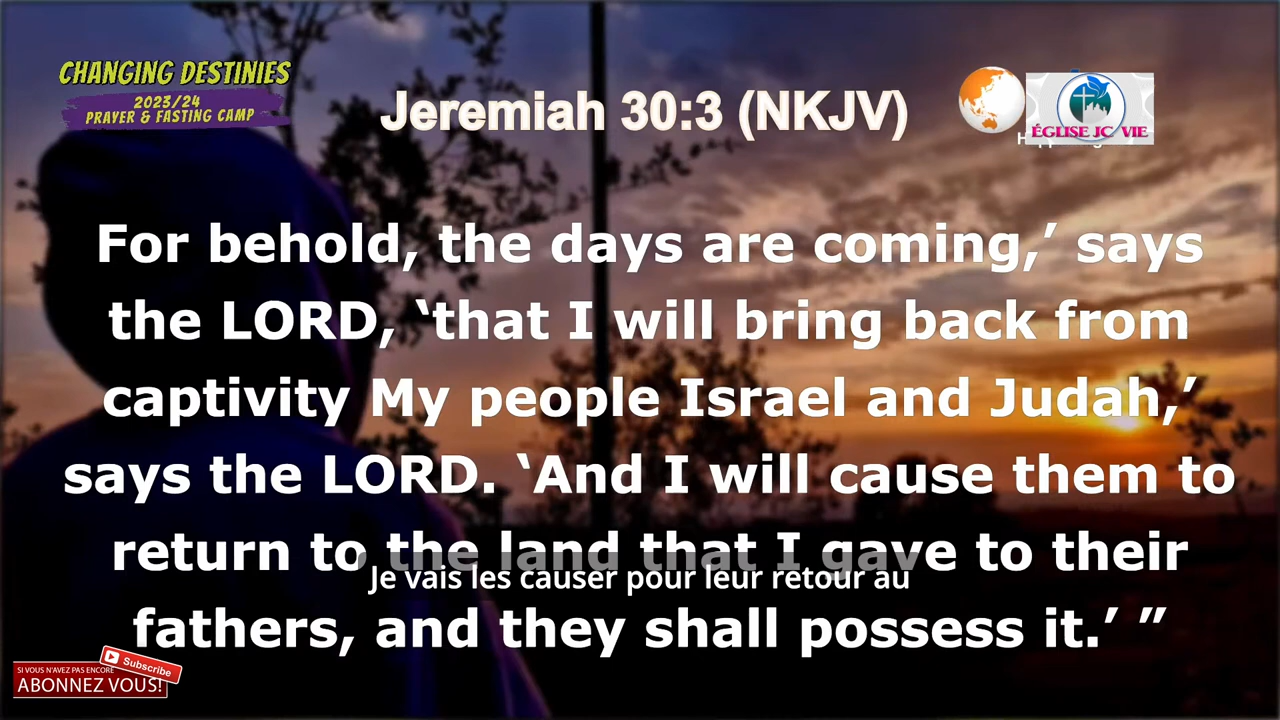 CHANGING DESTINIES
2023/24
PRAYER & FASTING CAMP
Jeremiah 30:3 (NKJV)
ÉGLISE JC VIE
For behold, the days are coming,’ says
the LORD, ‘that I will bring back from
captivity My people Israel and Judah,’
says the LORD. ‘And I will cause them to
return to the land that I gave to their
Je vais les causer pour leur retour au
fathers, and they shall possess it.’ ”
Subscribe
SI VOUS N'AVEZ PAS ENCORE
ABONNEZ VOUS!